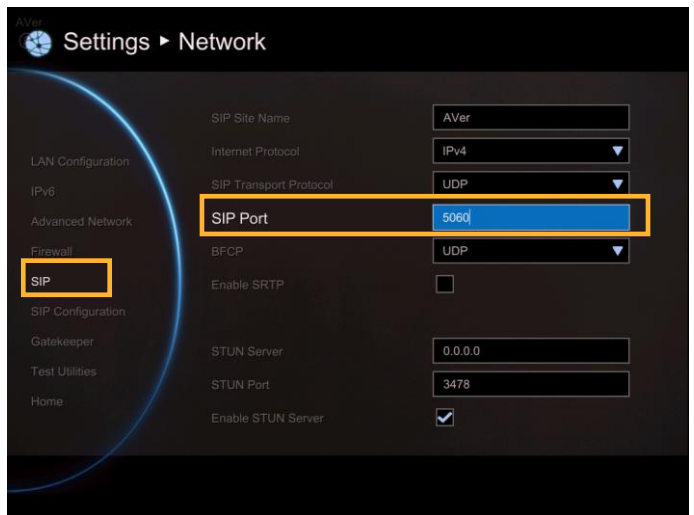 AVer
Settings ▸ Network
LAN Configuration
IPv6
Advanced Network
Firewall
SIP
SIP Configuration
Gatekeeper
Test Utilities
Home
SIP Site Name AVer
Internet Protocol IPv4
SIP Transport Protocol UDP
SIP Port 5060
BFCP UDP
Enable SRTP
STUN Server 0.0.0.0
STUN Port 3478
Enable STUN Server